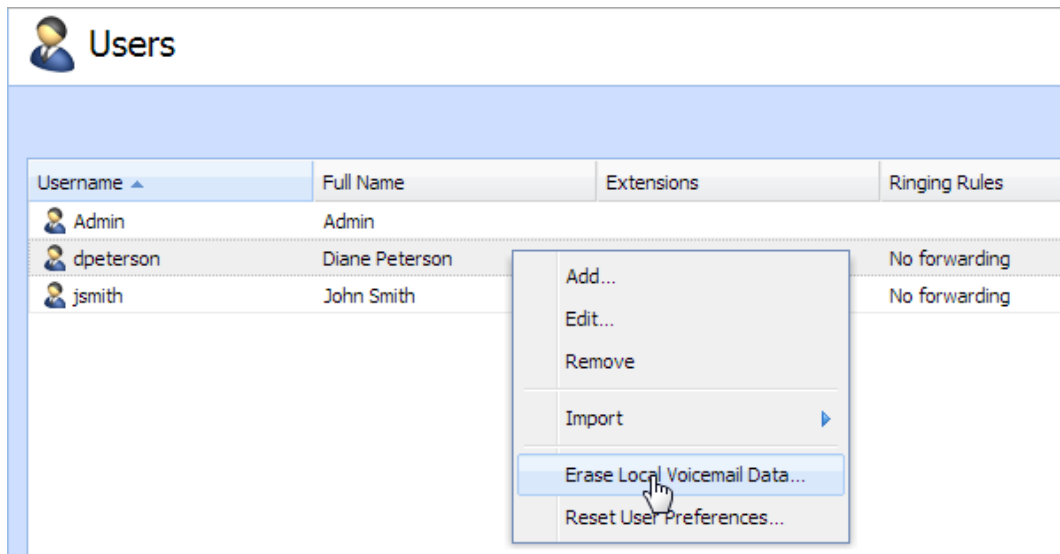 Users
Username Full Name Extensions Ringing Rules
Admin Admin
dpeterson Diane Peterson No forwarding
jsmith John Smith No forwarding
Add...
Edit...
Remove
Import
Erase Local Voicemail Data...
Reset User Preferences...